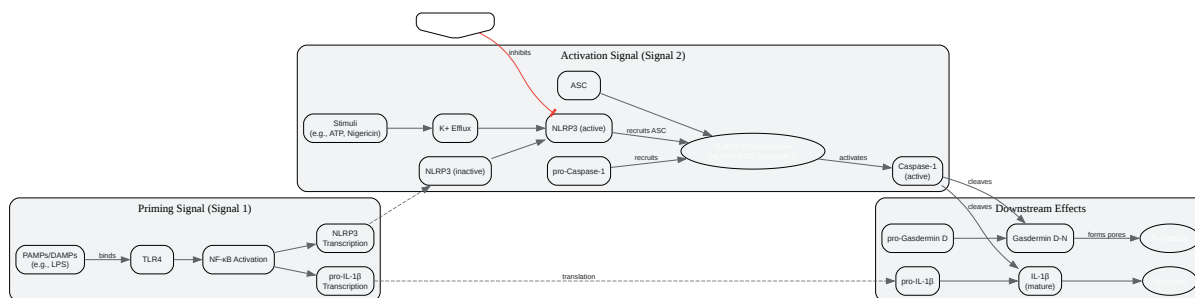 inhibits
Activation Signal (Signal 2)
ASC
Stimuli
(e.g., ATP, Nigericin)
K+ Efflux
NLRP3 (active)
recruits ASC
NLRP3 (inactive)
pro-Caspase-1
recruits
activates
Caspase-1
(active)
cleaves
cleaves
Priming Signal (Signal 1)
PAMPs/DAMPs
(e.g., LPS)
binds
TLR4
NF-κB Activation
NLRP3
Transcription
pro-IL-1β
Transcription
translation
Downstream Effects
pro-Gasdermin D
Gasdermin D-N
forms pores
pro-IL-1β
IL-1β
(mature)